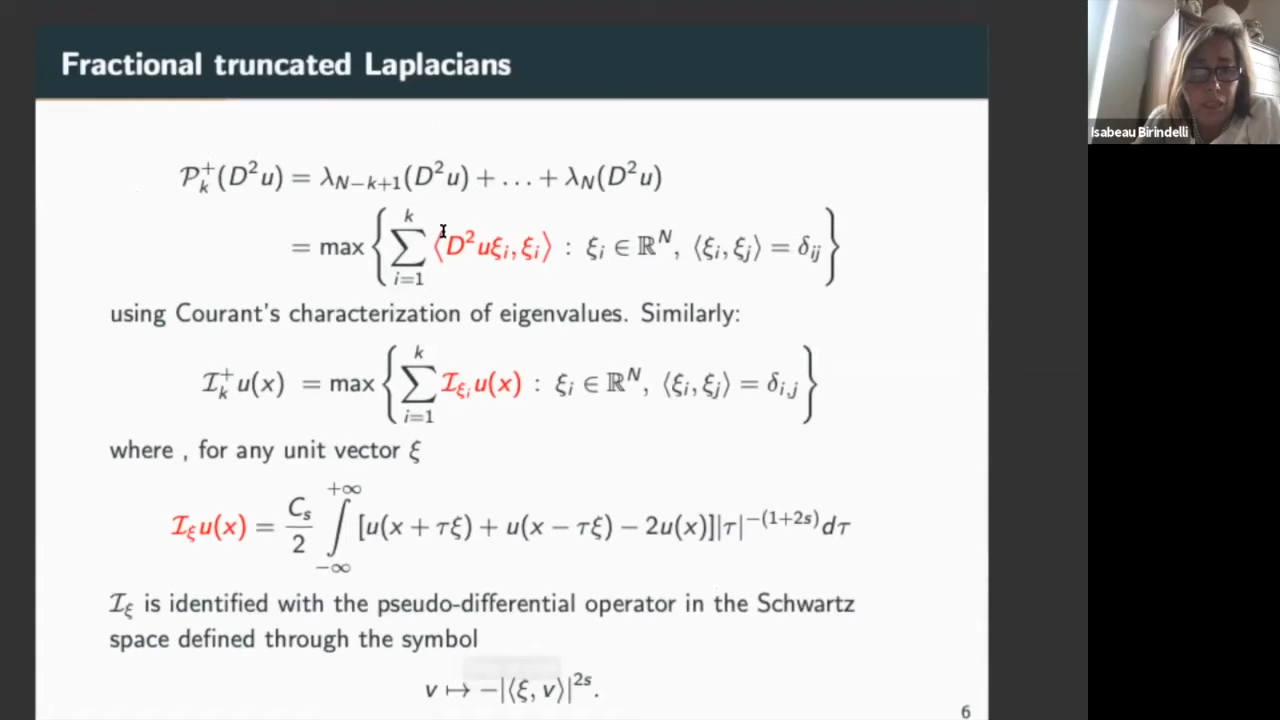 Fractional truncated Laplacians
Isabeau Birindelli
𝒫ₖ⁺(D²u) = λ_{N−k+1}(D²u) + … + λ_N(D²u)
= max { ∑_{i=1}^{k} ⟨D²uξᵢ, ξᵢ⟩ : ξᵢ ∈ ℝᴺ, ⟨ξᵢ, ξⱼ⟩ = δᵢⱼ }
using Courant's characterization of eigenvalues. Similarly:
ℐₖ⁺u(x) = max { ∑_{i=1}^{k} ℐ_{ξᵢ}u(x) : ξᵢ ∈ ℝᴺ, ⟨ξᵢ, ξⱼ⟩ = δ_{i,j} }
where , for any unit vector ξ
ℐ_ξu(x) = C_s/2 ∫_{−∞}^{+∞} [u(x + τξ) + u(x − τξ) − 2u(x)]|τ|^{−(1+2s)}dτ
ℐ_ξ is identified with the pseudo-differential operator in the Schwartz
space defined through the symbol
v ↦ −|⟨ξ, v⟩|^{2s}.
6